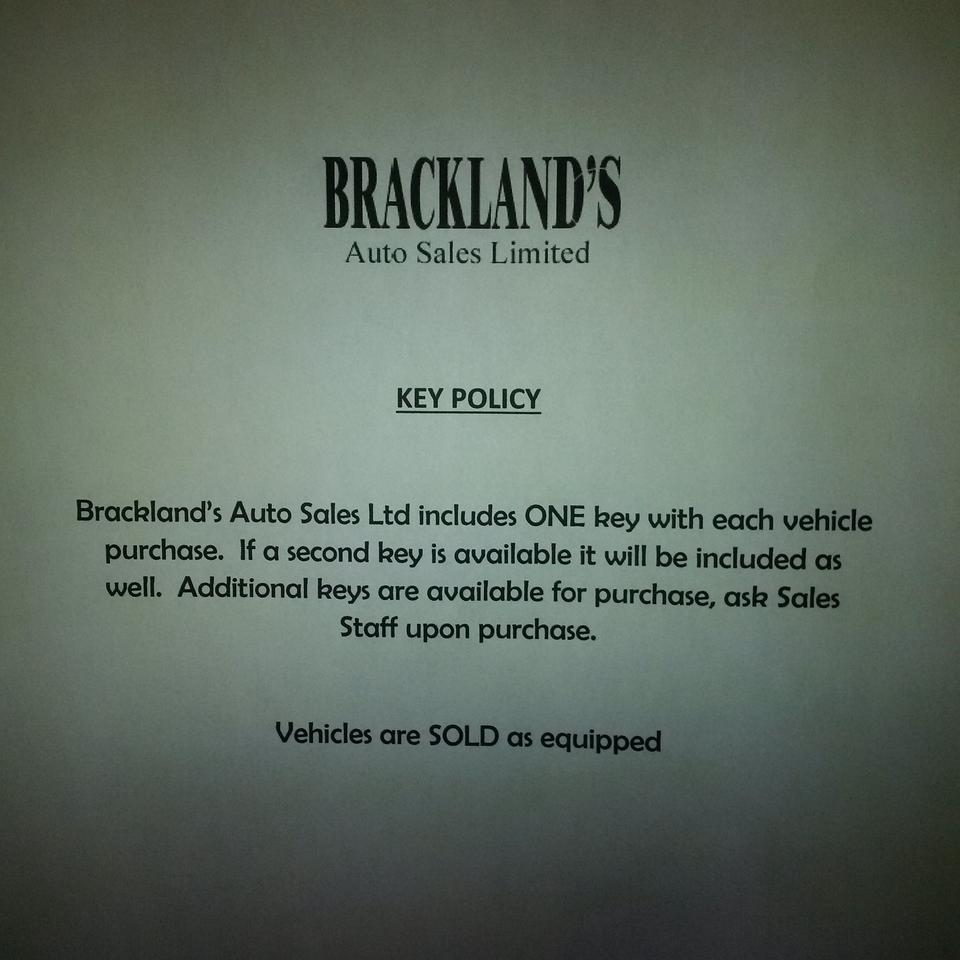 BRACKLAND'S
Auto Sales Limited
KEY POLICY
Brackland's Auto Sales Ltd includes ONE key with each vehicle
purchase.  If a second key is available it will be included as
well.  Additional keys are available for purchase, ask Sales
Staff upon purchase.
Vehicles are SOLD as equipped